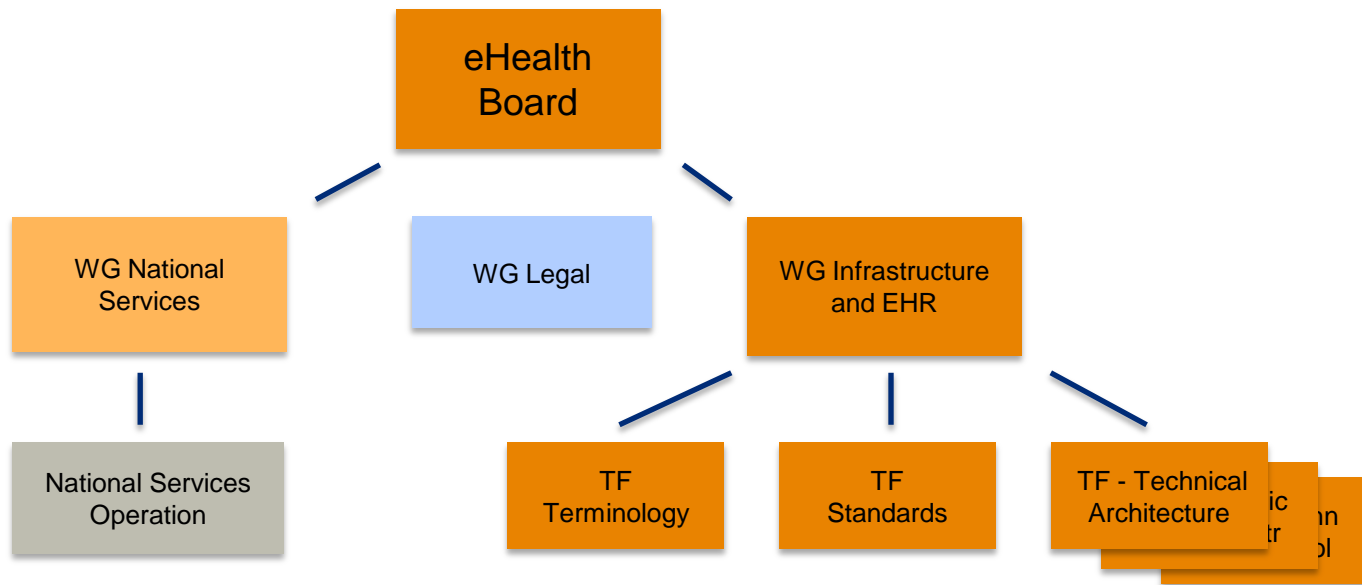 eHealth
Board
WG National
Services
WG Legal
WG Infrastructure
and EHR
National Services
Operation
TF
Terminology
TF
Standards
TF - Technical
Architecture